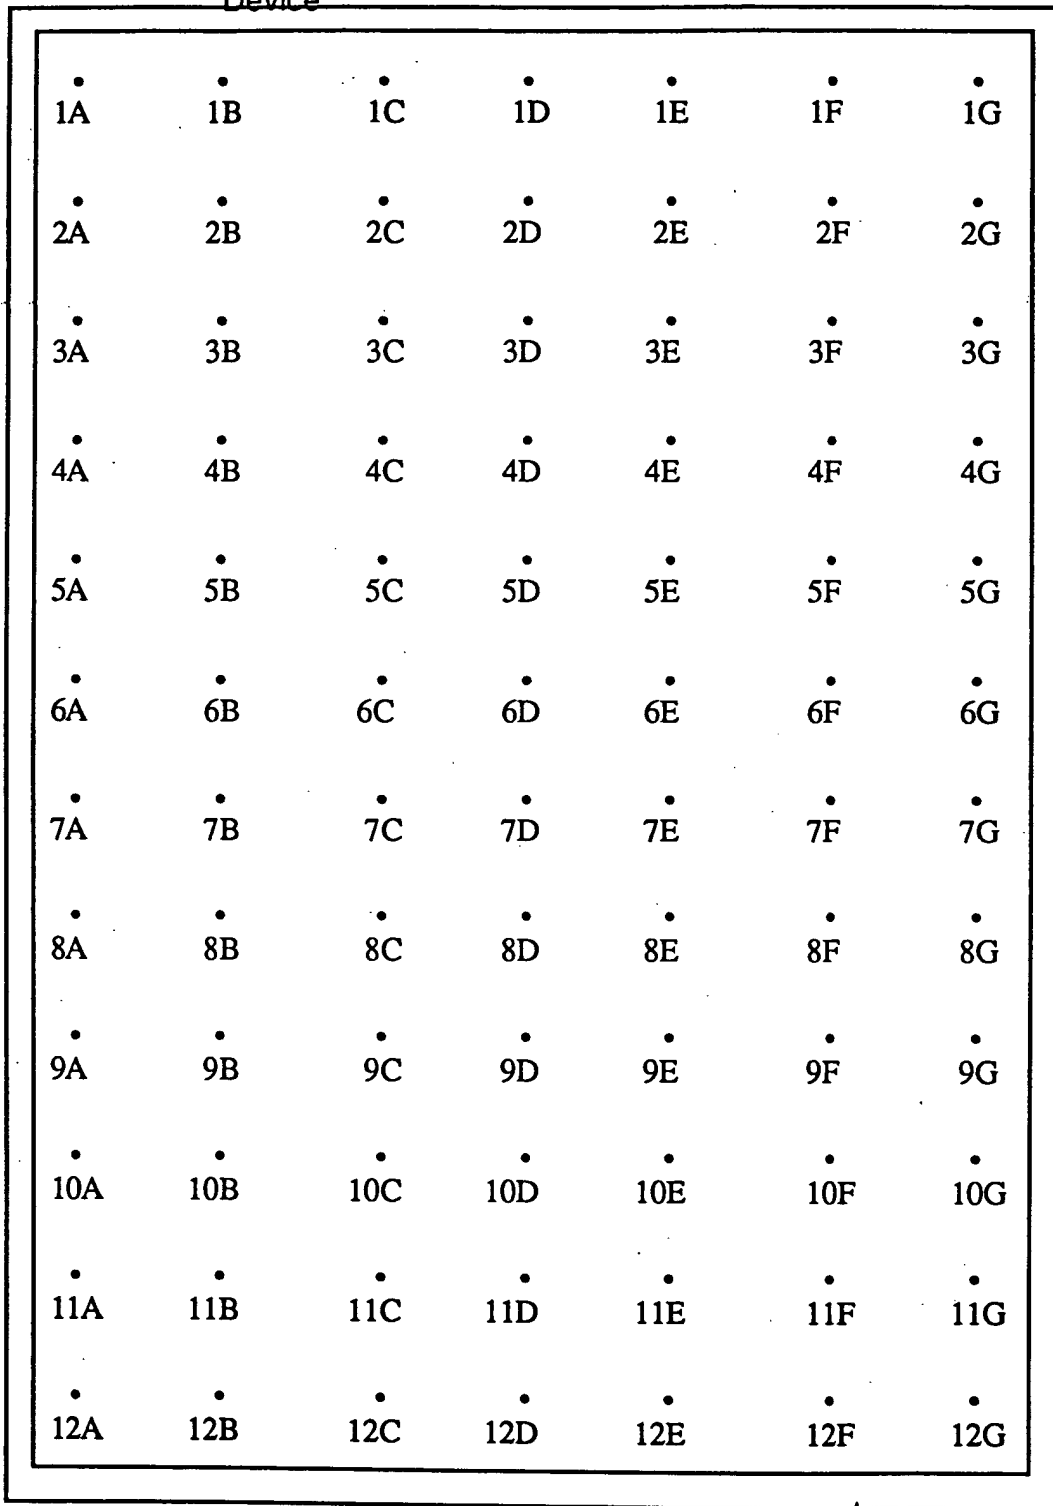 Device
1A 1B 1C 1D 1E 1F 1G
2A 2B 2C 2D 2E 2F 2G
3A 3B 3C 3D 3E 3F 3G
4A 4B 4C 4D 4E 4F 4G
5A 5B 5C 5D 5E 5F 5G
6A 6B 6C 6D 6E 6F 6G
7A 7B 7C 7D 7E 7F 7G
8A 8B 8C 8D 8E 8F 8G
9A 9B 9C 9D 9E 9F 9G
10A 10B 10C 10D 10E 10F 10G
11A 11B 11C 11D 11E 11F 11G
12A 12B 12C 12D 12E 12F 12G